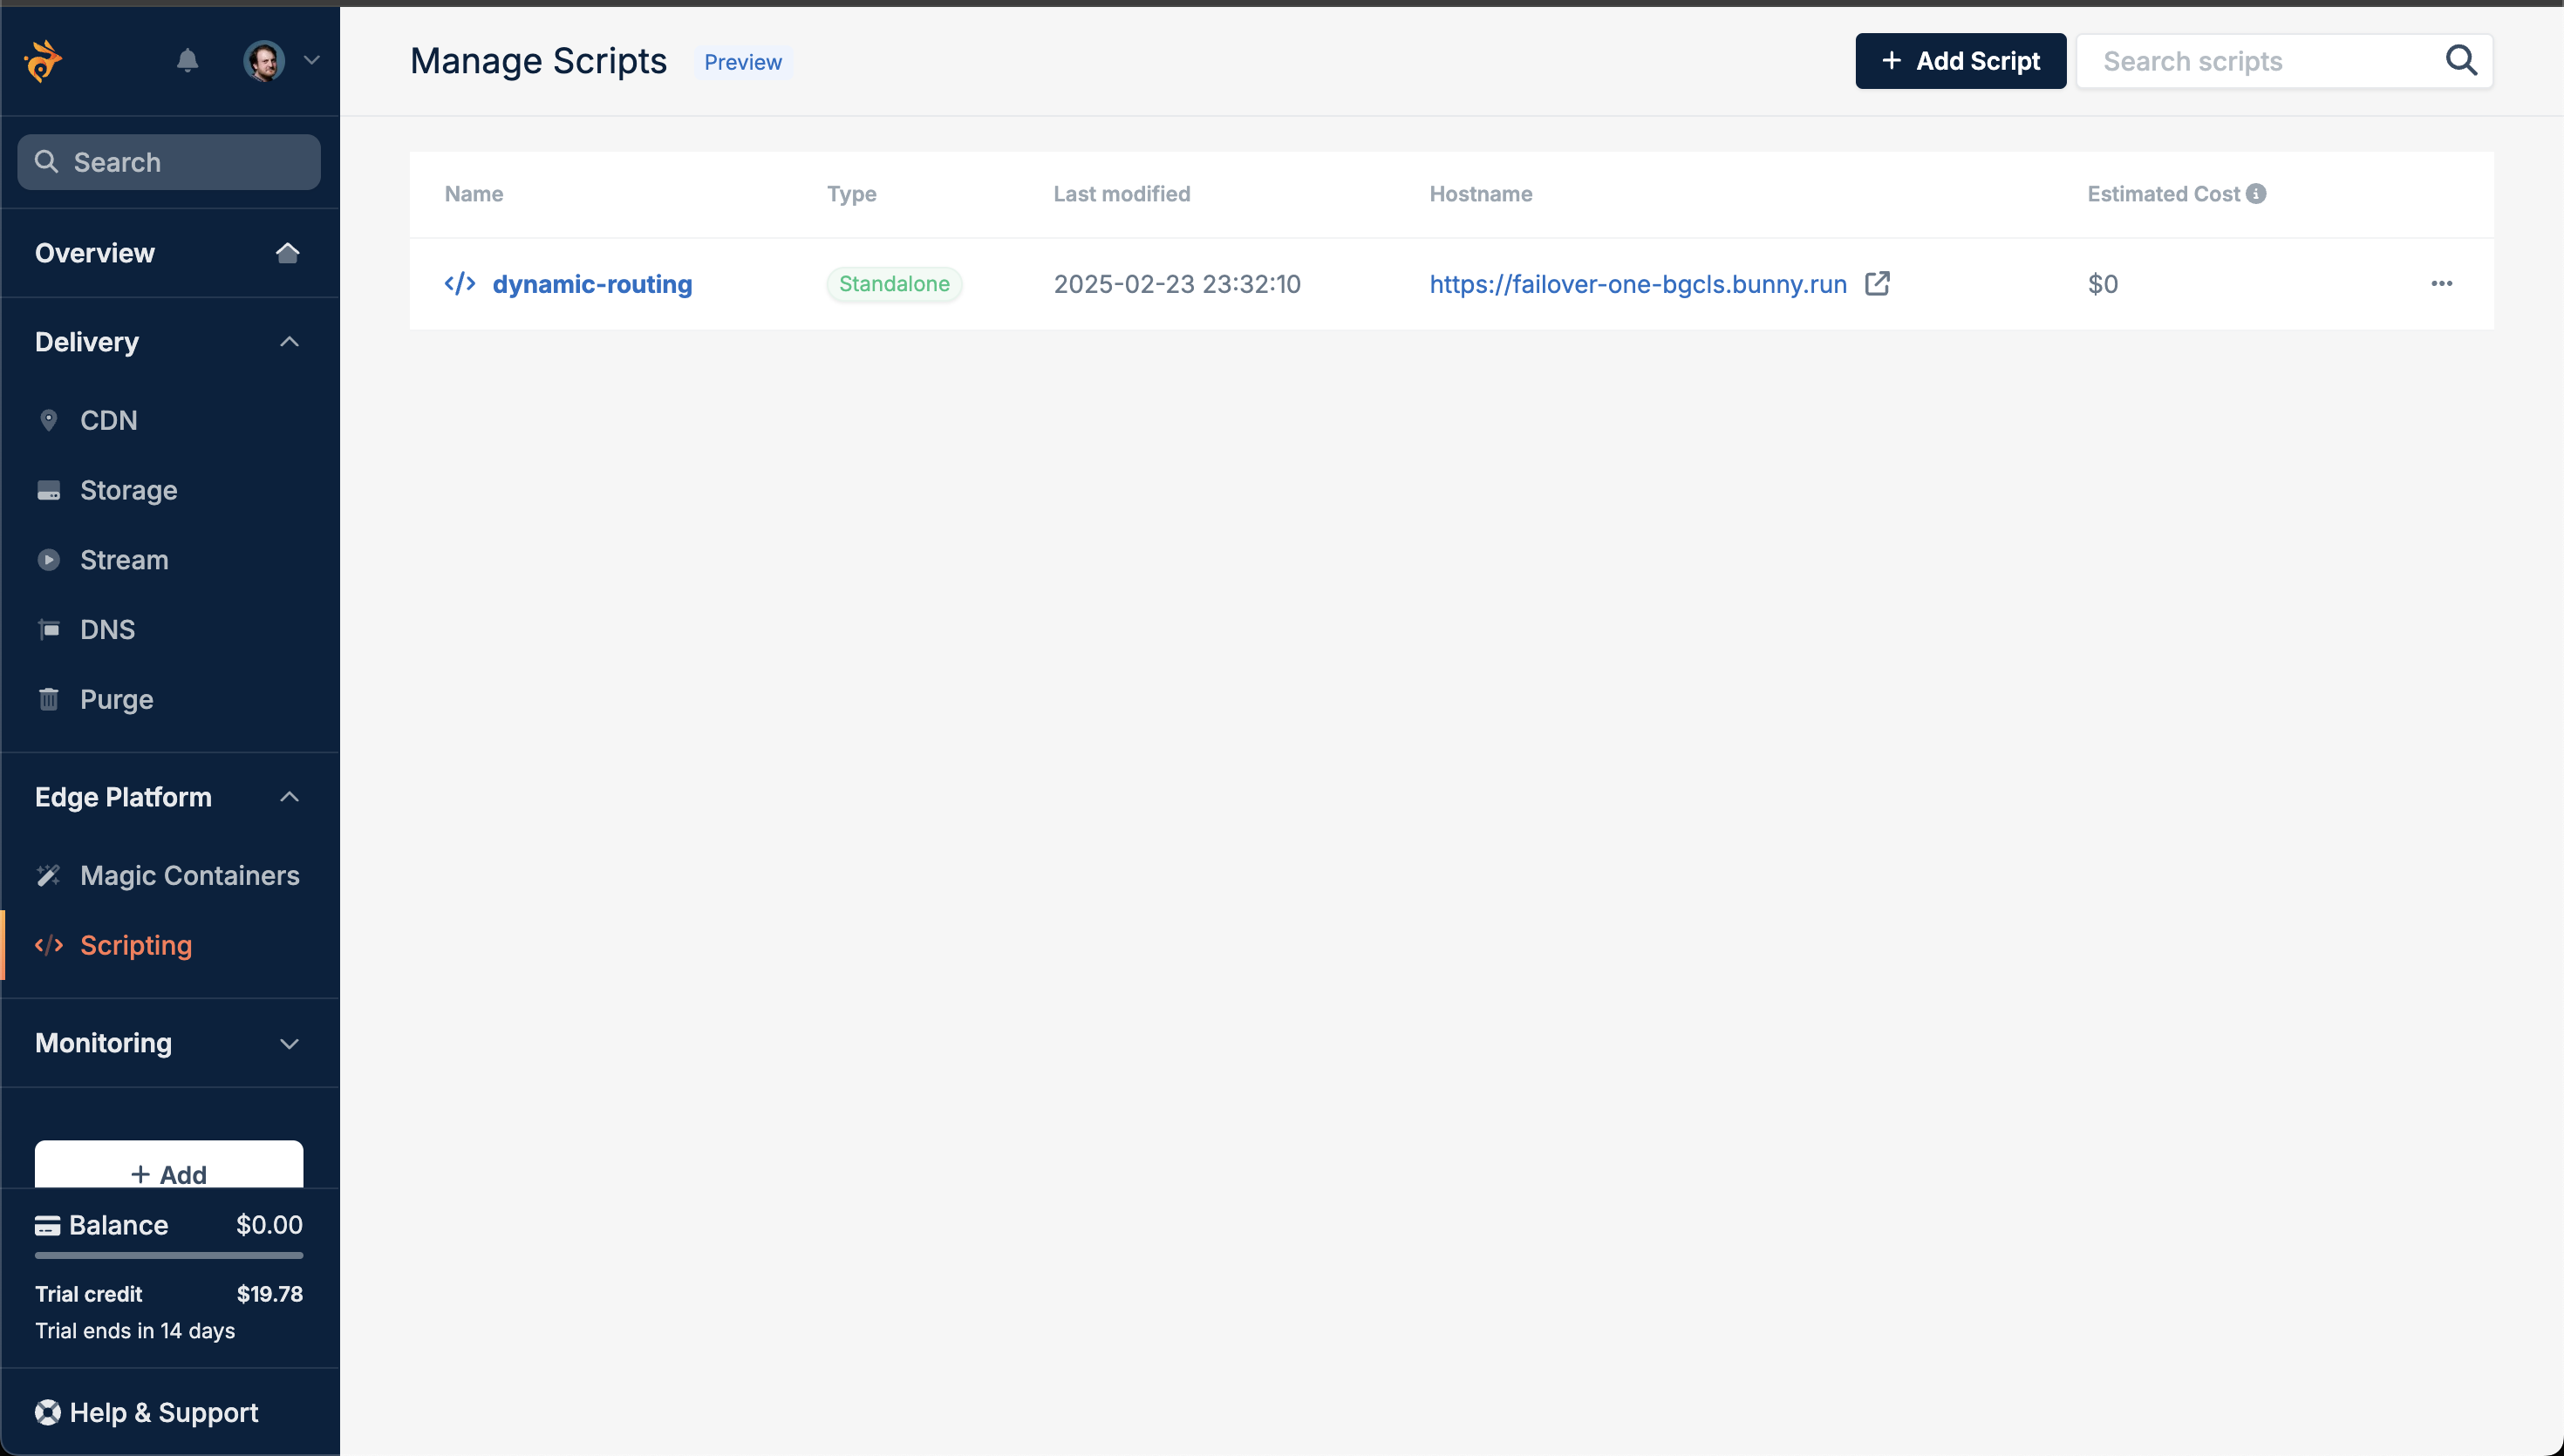 Manage Scripts
Preview
+ Add Script
Search scripts
Search
Overview
Delivery
CDN
Storage
Stream
DNS
Purge
Edge Platform
Magic Containers
Scripting
Monitoring
+ Add
Balance $0.00
Trial credit $19.78
Trial ends in 14 days
Help & Support
Name Type Last modified Hostname Estimated Cost
</> dynamic-routing Standalone 2025-02-23 23:32:10 https://failover-one-bgcls.bunny.run $0 ...